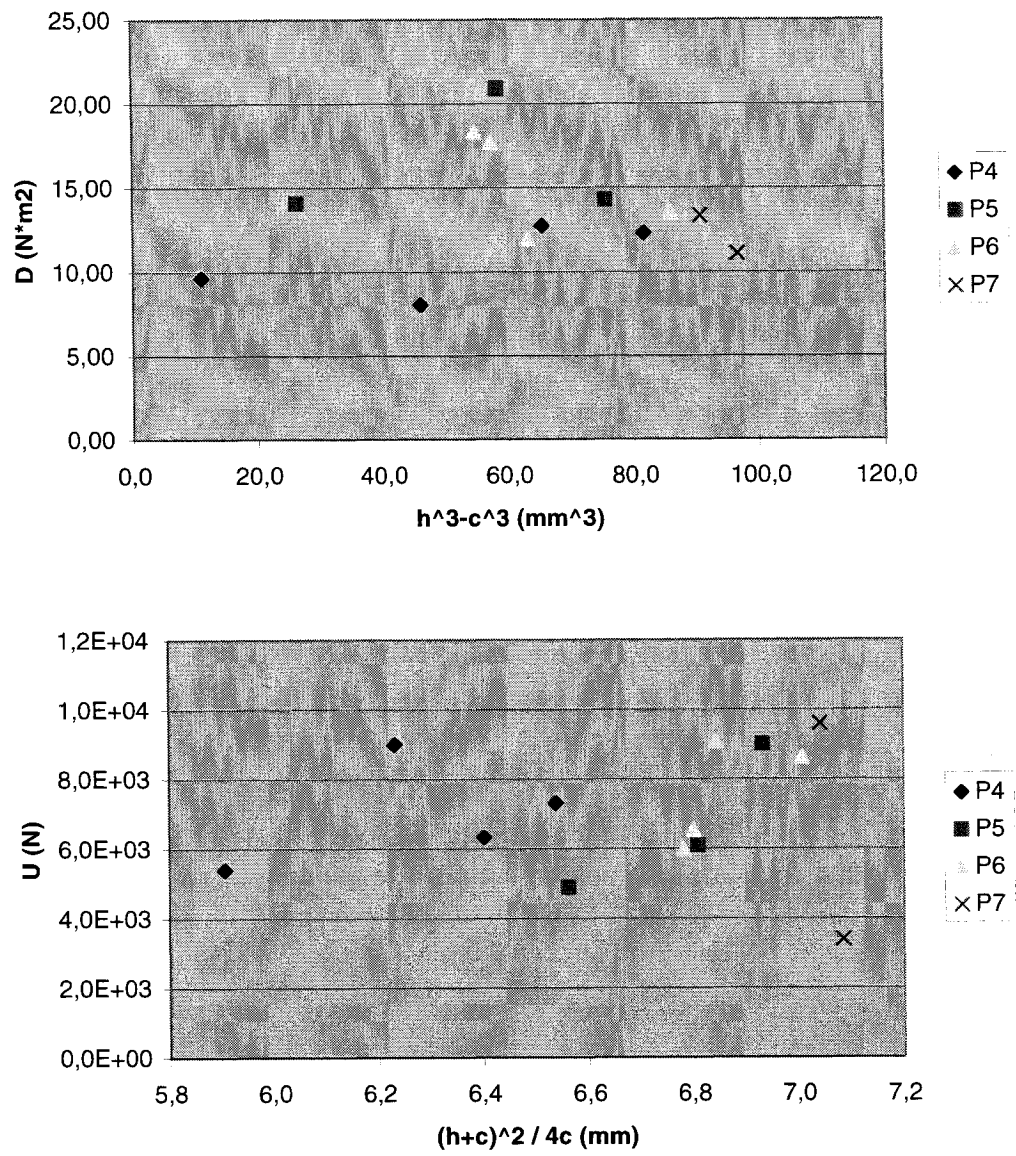 25,00
20,00
15,00
10,00
5,00
0,00
D (N*m2)
0,0 20,0 40,0 60,0 80,0 100,0 120,0
h^3-c^3 (mm^3)
P4
P5
P6
P7
1,2E+04
1,0E+04
8,0E+03
6,0E+03
4,0E+03
2,0E+03
0,0E+00
U (N)
5,8 6,0 6,2 6,4 6,6 6,8 7,0 7,2
(h+c)^2 / 4c (mm)
P4
P5
P6
P7